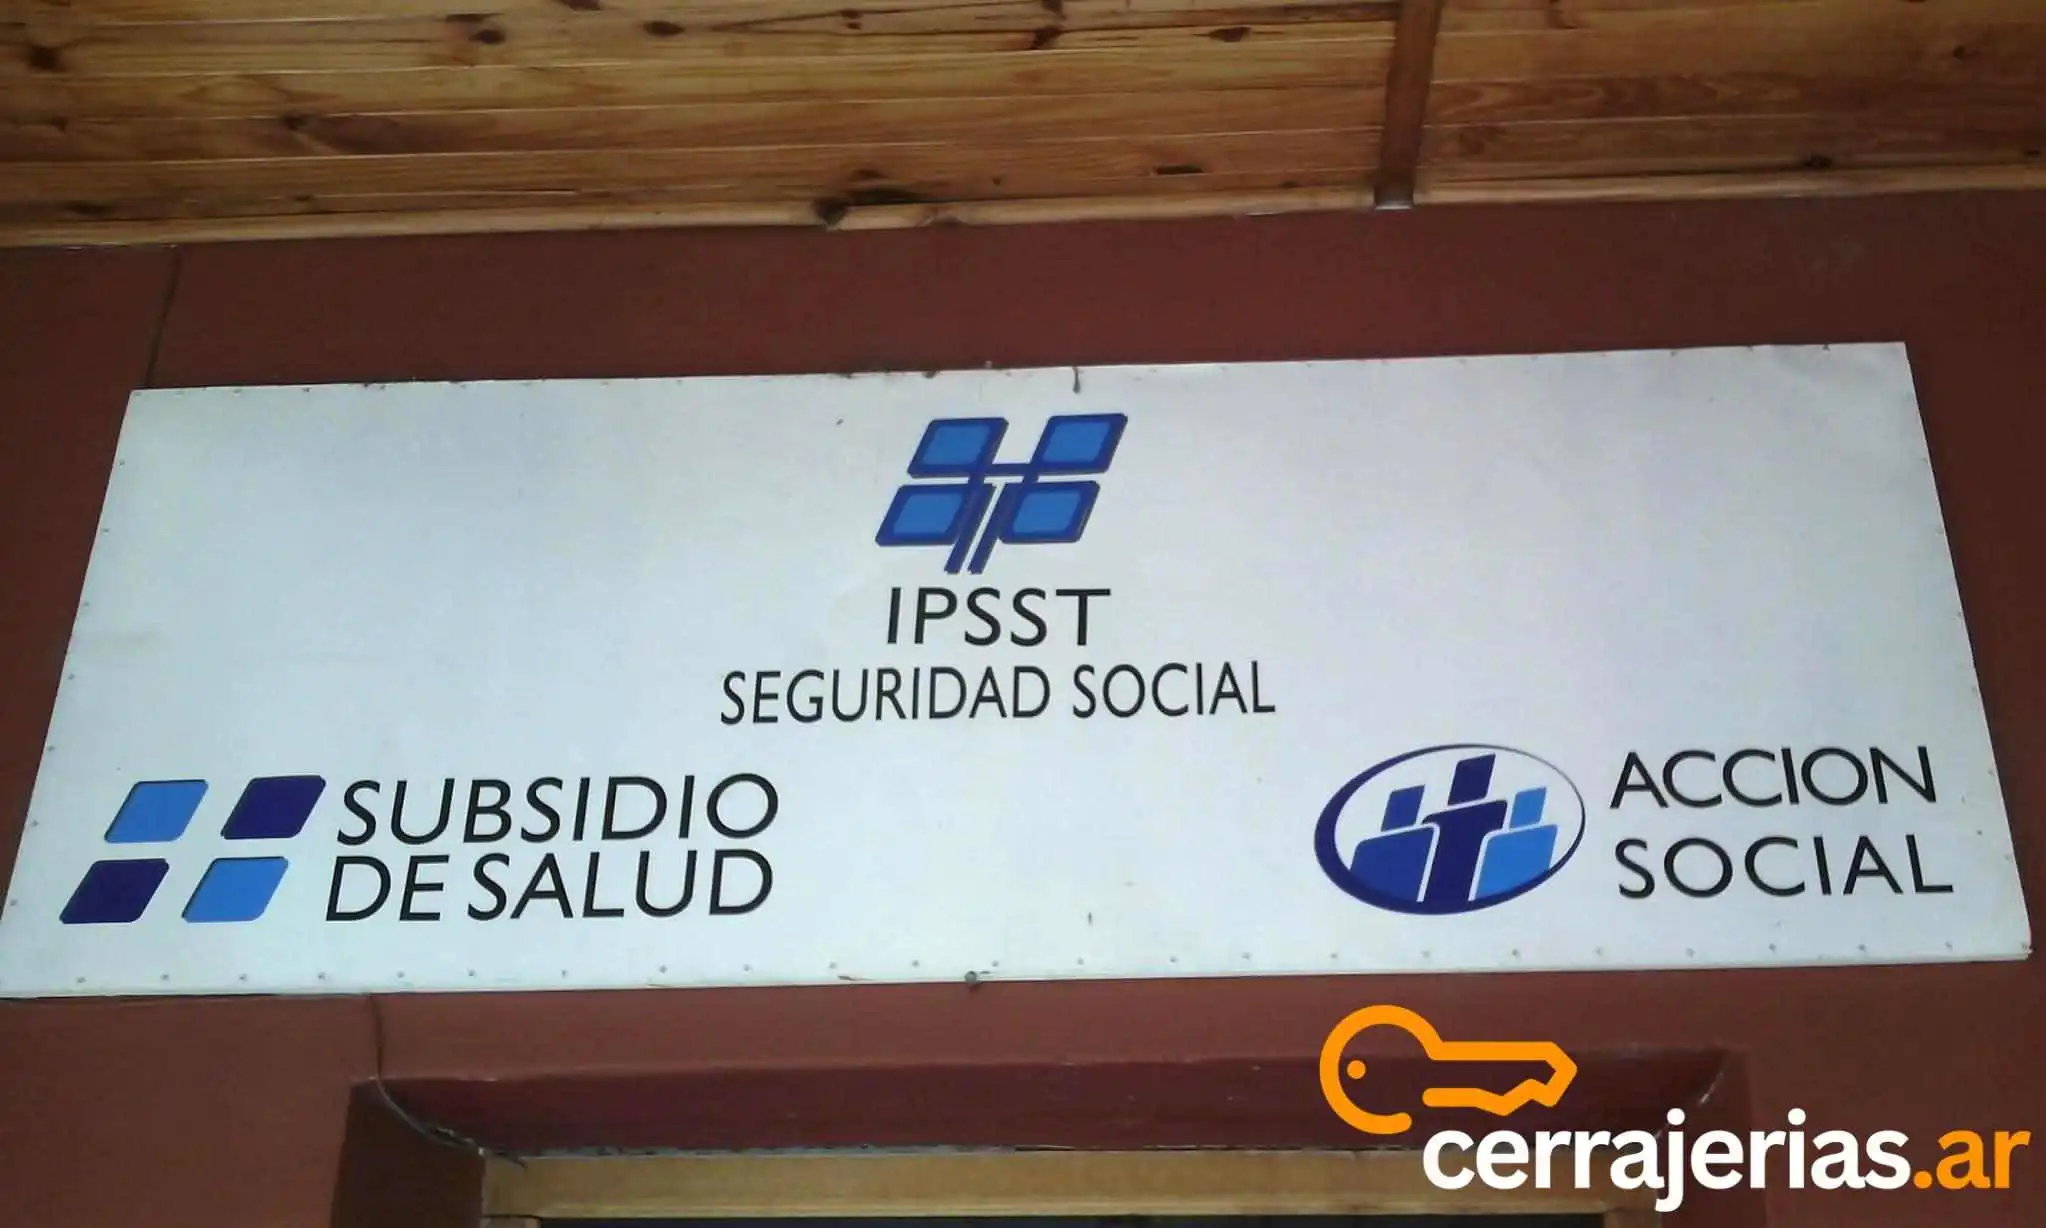 IPSST
SEGURIDAD SOCIAL
SUBSIDIO
DE SALUD
ACCION
SOCIAL
cerrajerias.ar